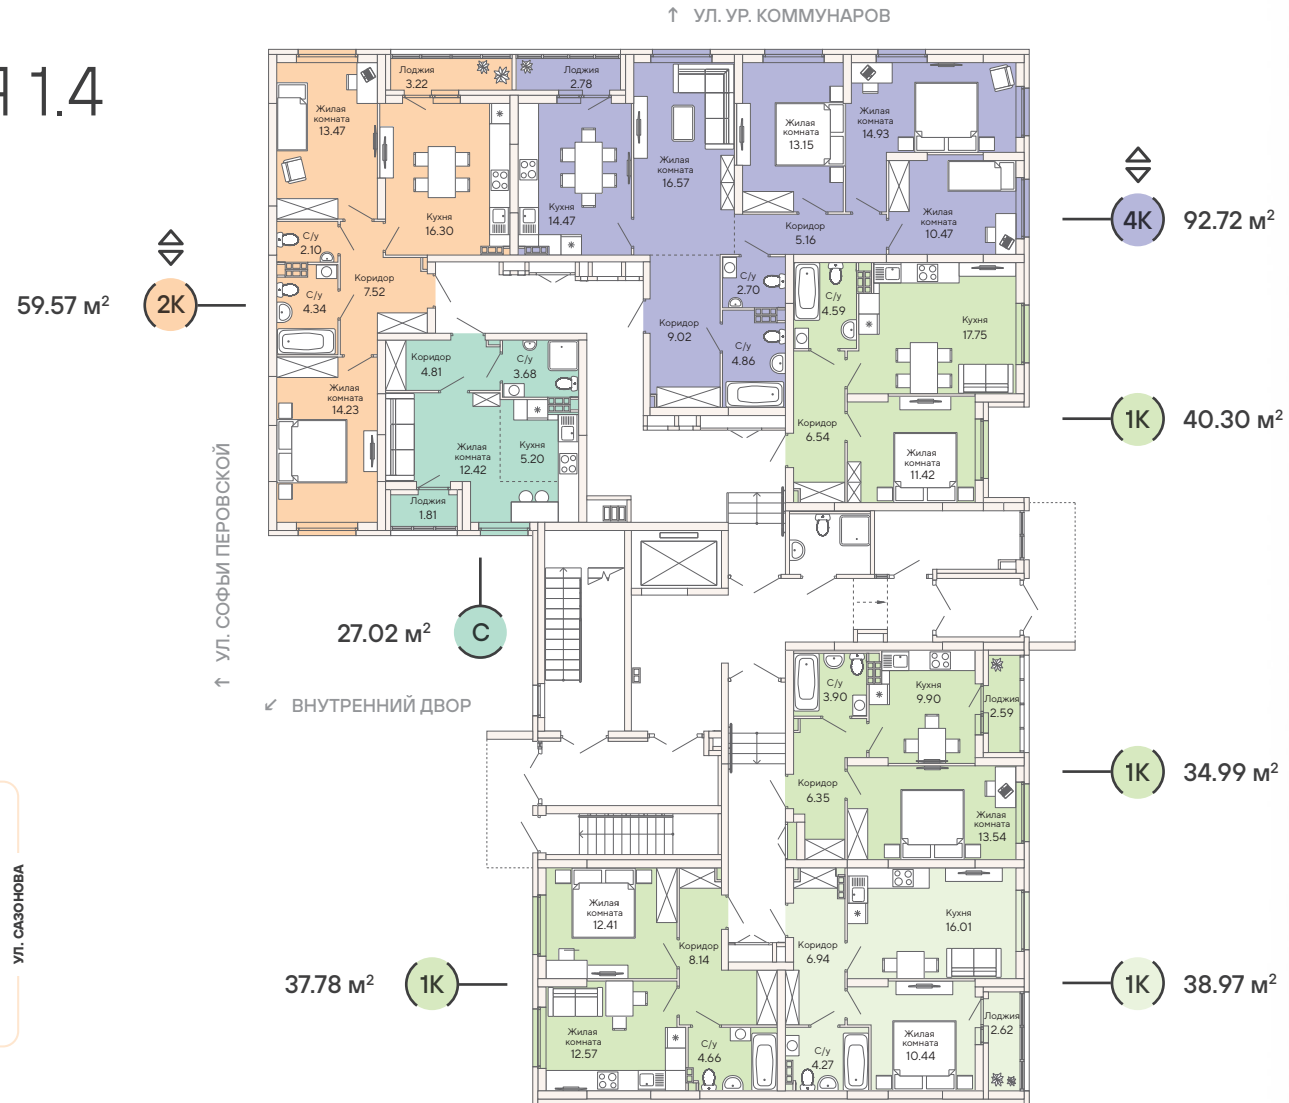 ↑ УЛ. УР. КОММУНАРОВ
Я 1.4
Лоджия
3.22
Лоджия
2.78
Жилая
комната
13.47
Кухня
16.30
Кухня
14.47
Жилая
комната
16.57
Жилая
комната
13.15
Жилая
комната
14.93
Жилая
комната
10.47
Коридор
5.16
4К 92.72 м²
С/у
2.10
С/у
4.34
Коридор
7.52
59.57 м² 2К
С/у
2.70
Коридор
9.02
С/у
4.86
С/у
4.59
Кухня
17.75
Коридор
4.81
С/у
3.68
Жилая
комната
14.23
Жилая
комната
12.42
Кухня
5.20
Лоджия
1.81
Коридор
6.54
Жилая
комната
11.42
1К 40.30 м²
↑ УЛ. СОФЬИ ПЕРОВСКОЙ
27.02 м² С
↙ ВНУТРЕННИЙ ДВОР
С/у
3.90
Кухня
9.90
Лоджия
2.59
Коридор
6.35
Жилая
комната
13.54
1К 34.99 м²
УЛ. САЗОНОВА
Жилая
комната
12.41
Коридор
8.14
Коридор
6.94
Кухня
16.01
37.78 м² 1К
1К 38.97 м²
Жилая
комната
12.57
С/у
4.66
С/у
4.27
Жилая
комната
10.44
Лоджия
2.62